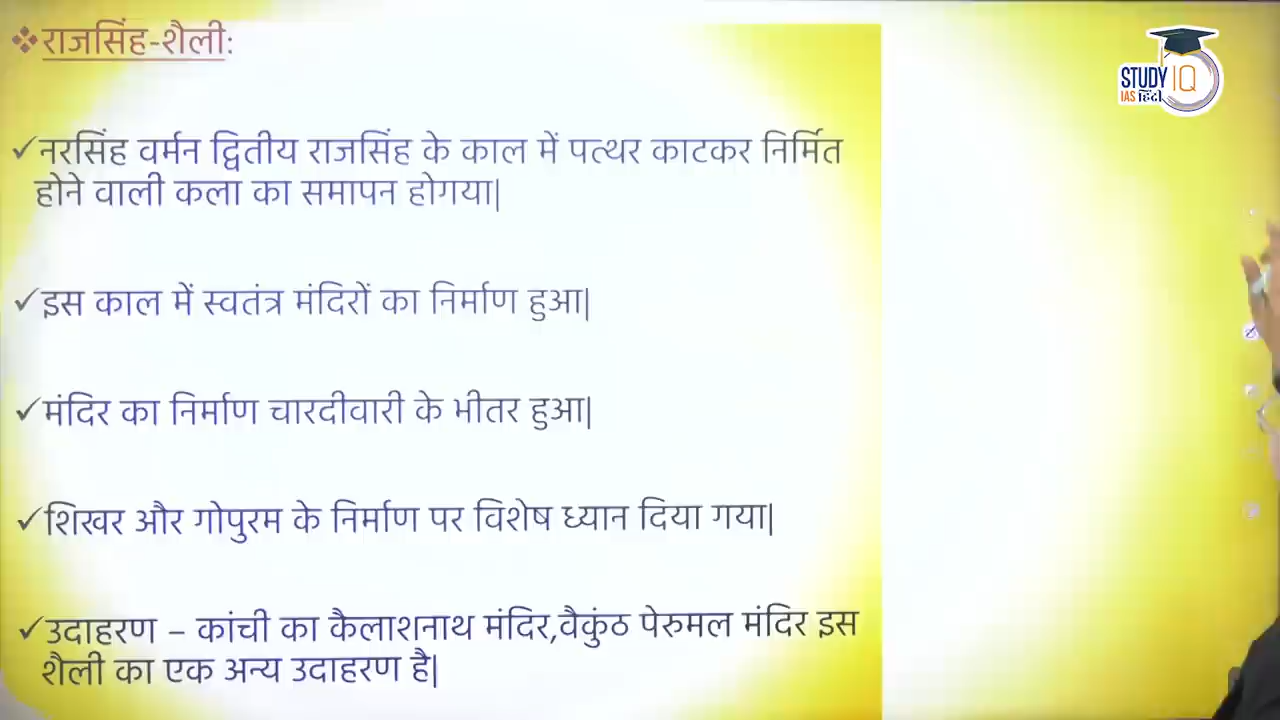 ❖राजसिंह-शैली:
STUDY IQ
IAS हिंदी
✓नरसिंह वर्मन द्वितीय राजसिंह के काल में पत्थर काटकर निर्मित
होने वाली कला का समापन होगया|
✓इस काल में स्वतंत्र मंदिरों का निर्माण हुआ|
✓मंदिर का निर्माण चारदीवारी के भीतर हुआ|
✓शिखर और गोपुरम के निर्माण पर विशेष ध्यान दिया गया|
✓उदाहरण – कांची का कैलाशनाथ मंदिर,वैकुंठ पेरुमल मंदिर इस
शैली का एक अन्य उदाहरण है|